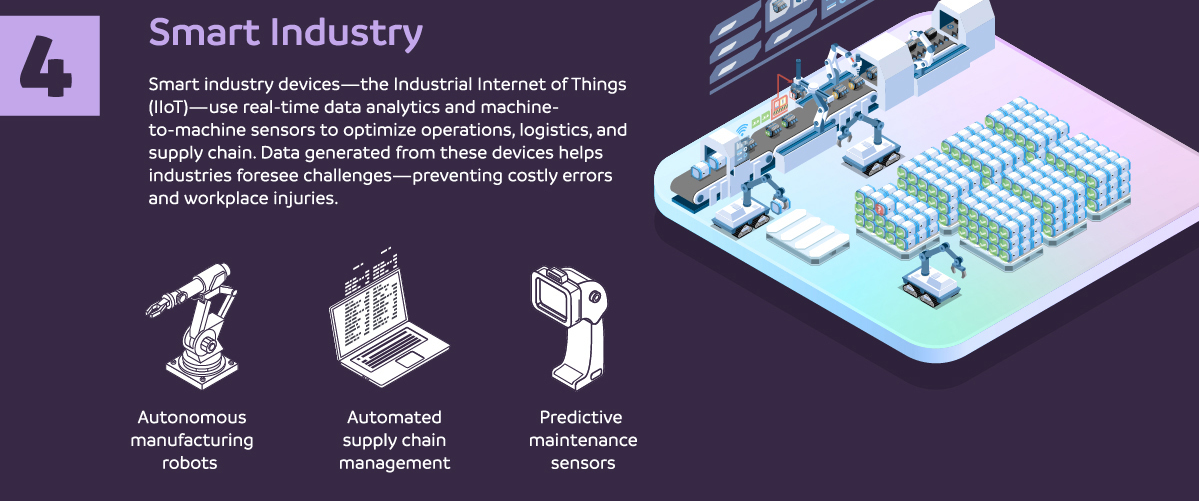 4
Smart Industry
Smart industry devices—the Industrial Internet of Things
(IIoT)—use real-time data analytics and machine-
to-machine sensors to optimize operations, logistics, and
supply chain. Data generated from these devices helps
industries foresee challenges—preventing costly errors
and workplace injuries.
Autonomous
manufacturing
robots
Automated
supply chain
management
Predictive
maintenance
sensors